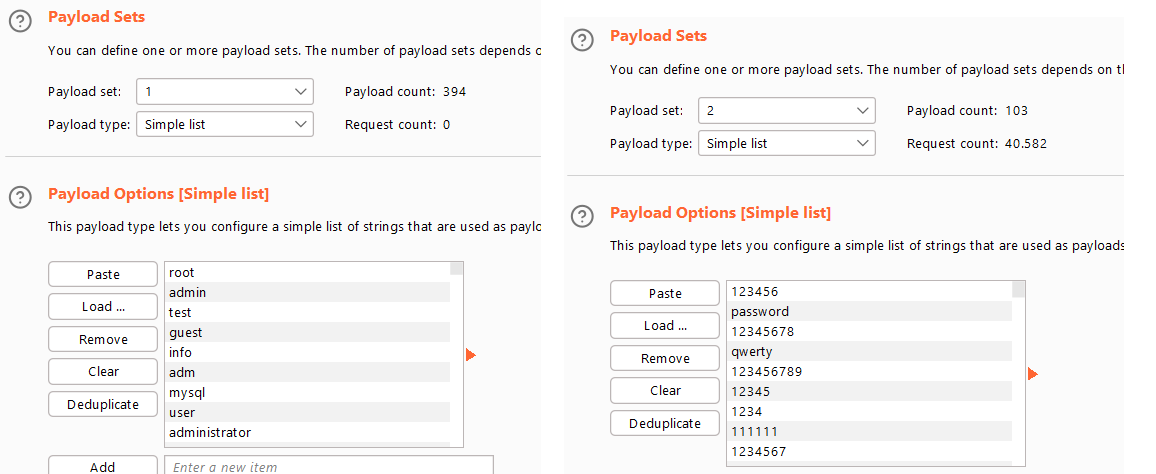 Payload Sets
You can define one or more payload sets. The number of payload sets depends o
Payload set: 1 Payload count: 394
Payload type: Simple list Request count: 0
Payload Options [Simple list]
This payload type lets you configure a simple list of strings that are used as paylo
Paste
Load ...
Remove
Clear
Deduplicate
root
admin
test
guest
info
adm
mysql
user
administrator
Add Enter a new item
Payload Sets
You can define one or more payload sets. The number of payload sets depends on th
Payload set: 2 Payload count: 103
Payload type: Simple list Request count: 40.582
Payload Options [Simple list]
This payload type lets you configure a simple list of strings that are used as payloads
Paste
Load ...
Remove
Clear
Deduplicate
123456
password
12345678
qwerty
123456789
12345
1234
111111
1234567